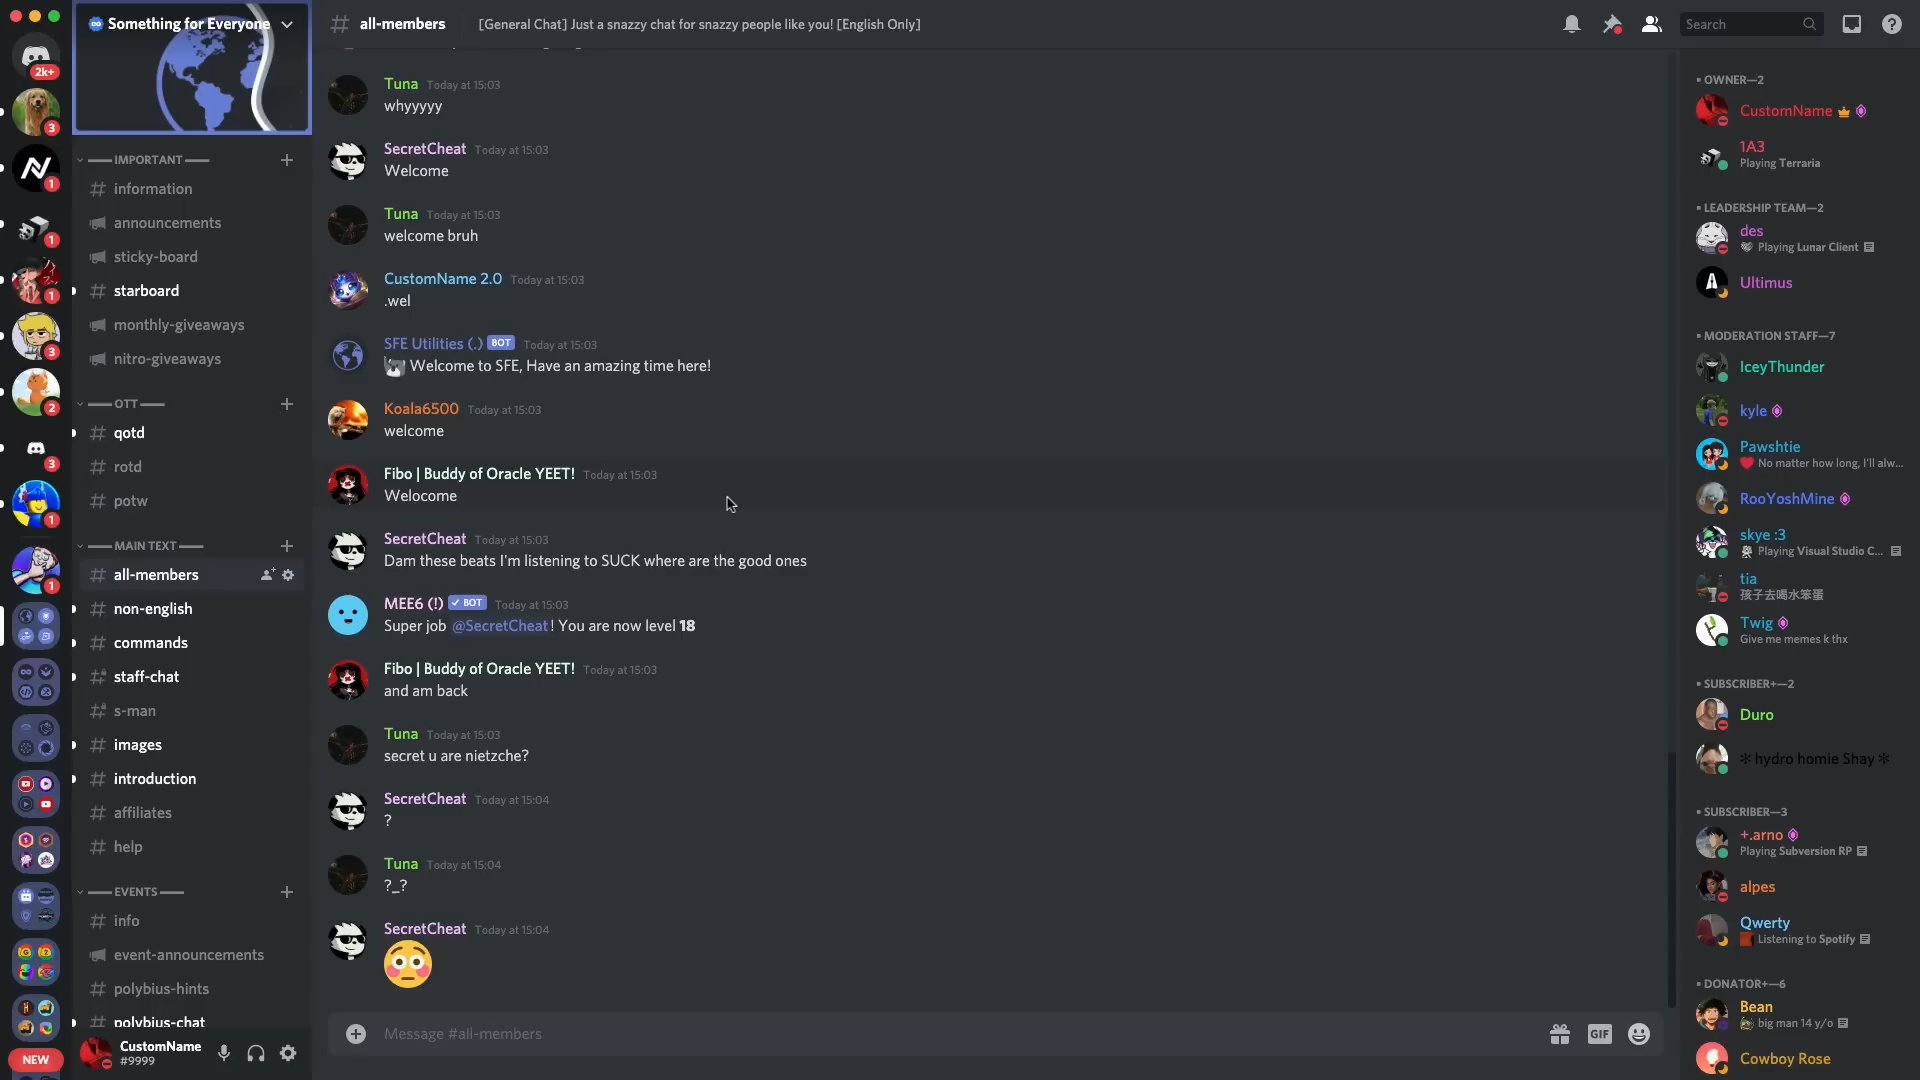 Something for Everyone
2k+
3
1
1
1
3
2
3
1
1
NEW
IMPORTANT
information
announcements
sticky-board
starboard
monthly-giveaways
nitro-giveaways
OTT
qotd
rotd
potw
MAIN TEXT
all-members
non-english
commands
staff-chat
s-man
images
introduction
affiliates
help
EVENTS
info
event-announcements
polybius-hints
polybius-chat
CustomName
#9999
all-members
[General Chat] Just a snazzy chat for snazzy people like you! [English Only]
Search
Tuna Today at 15:03
whyyyyy
SecretCheat Today at 15:03
Welcome
Tuna Today at 15:03
welcome bruh
CustomName 2.0 Today at 15:03
.wel
SFE Utilities (.) BOT Today at 15:03
Welcome to SFE, Have an amazing time here!
Koala6500 Today at 15:03
welcome
Fibo | Buddy of Oracle YEET! Today at 15:03
Welocome
SecretCheat Today at 15:03
Dam these beats I'm listening to SUCK where are the good ones
MEE6 (!) ✓ BOT Today at 15:03
Super job @SecretCheat! You are now level 18
Fibo | Buddy of Oracle YEET! Today at 15:03
and am back
Tuna Today at 15:03
secret u are nietzche?
SecretCheat Today at 15:04
?
Tuna Today at 15:04
?_?
SecretCheat Today at 15:04
Message #all-members
GIF
OWNER—2
CustomName
1A3
Playing Terraria
LEADERSHIP TEAM—2
des
Playing Lunar Client
Ultimus
MODERATION STAFF—7
IceyThunder
kyle
Pawshtie
No matter how long, I'll alw...
RooYoshMine
skye :3
Playing Visual Studio C...
tia
孩子去喝水笨蛋
Twig
Give me memes k thx
SUBSCRIBER+—2
Duro
✻ hydro homie Shay ✻
SUBSCRIBER—3
+.arno
Playing Subversion RP
alpes
Qwerty
Listening to Spotify
DONATOR+—6
Bean
big man 14 y/o
Cowboy Rose